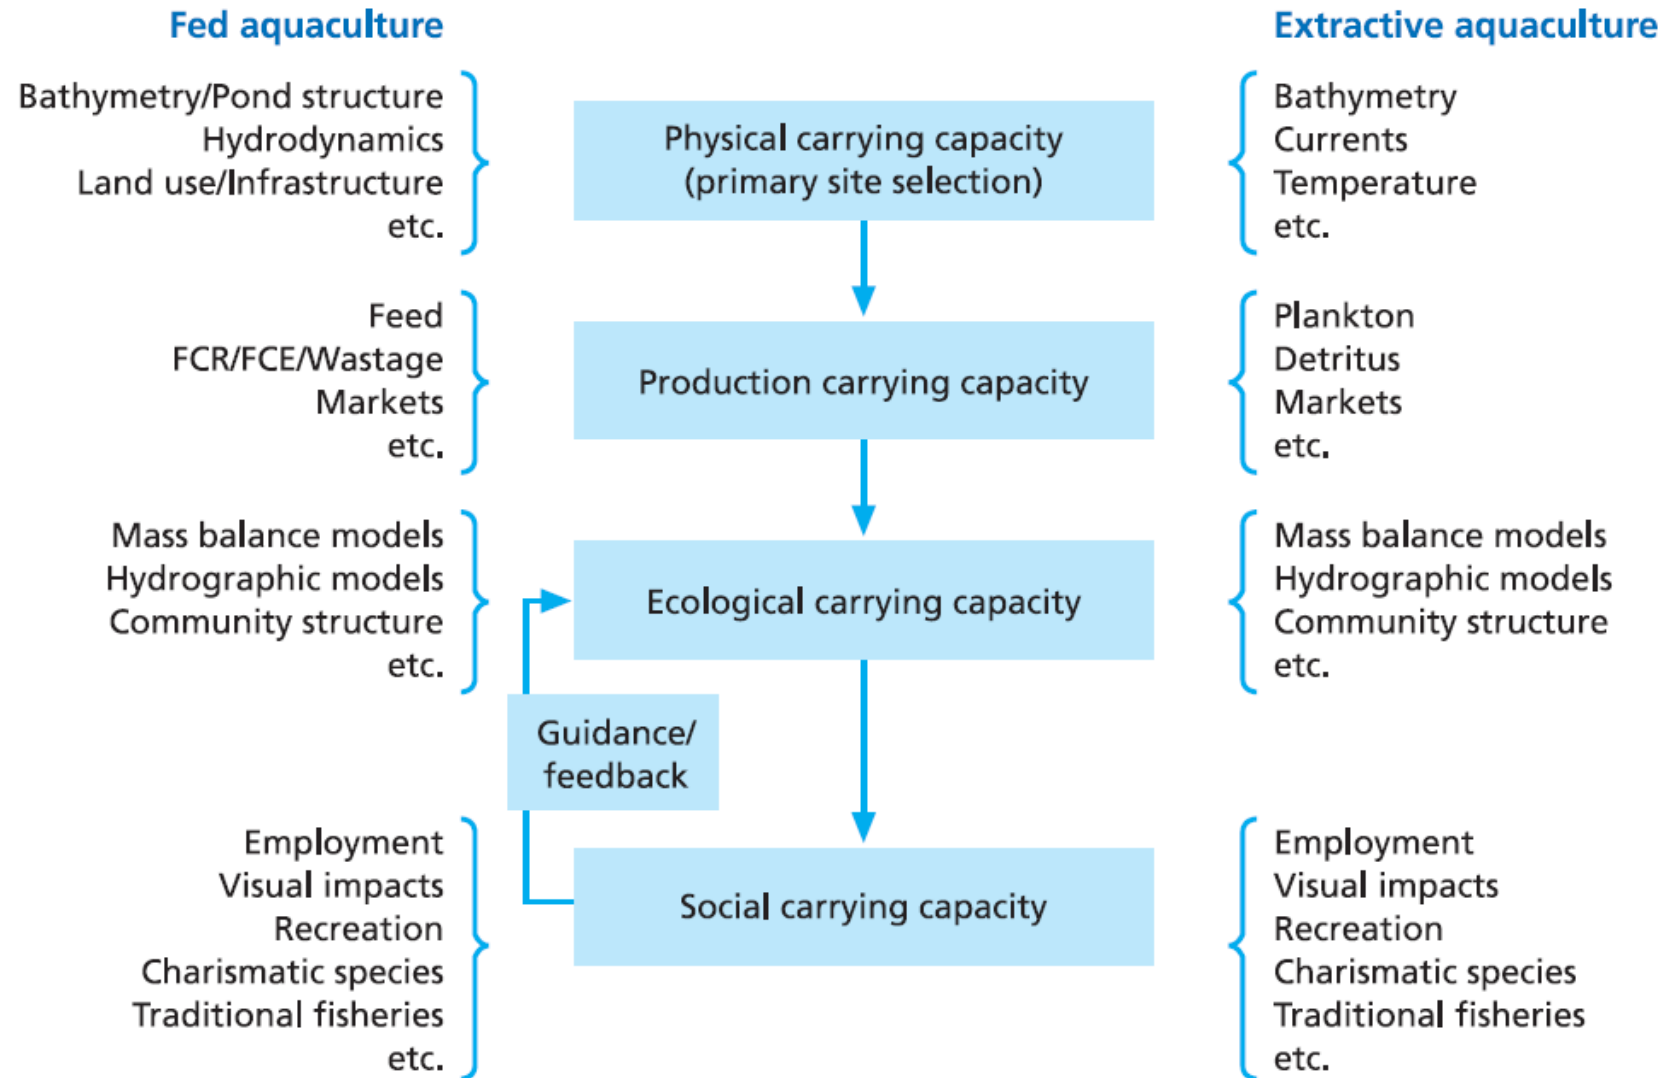 Fed aquaculture
Extractive aquaculture
Bathymetry/Pond structure
Hydrodynamics
Land use/Infrastructure
etc.
Physical carrying capacity
(primary site selection)
Bathymetry
Currents
Temperature
etc.
Feed
FCR/FCE/Wastage
Markets
etc.
Production carrying capacity
Plankton
Detritus
Markets
etc.
Mass balance models
Hydrographic models
Community structure
etc.
Ecological carrying capacity
Mass balance models
Hydrographic models
Community structure
etc.
Guidance/
feedback
Employment
Visual impacts
Recreation
Charismatic species
Traditional fisheries
etc.
Social carrying capacity
Employment
Visual impacts
Recreation
Charismatic species
Traditional fisheries
etc.